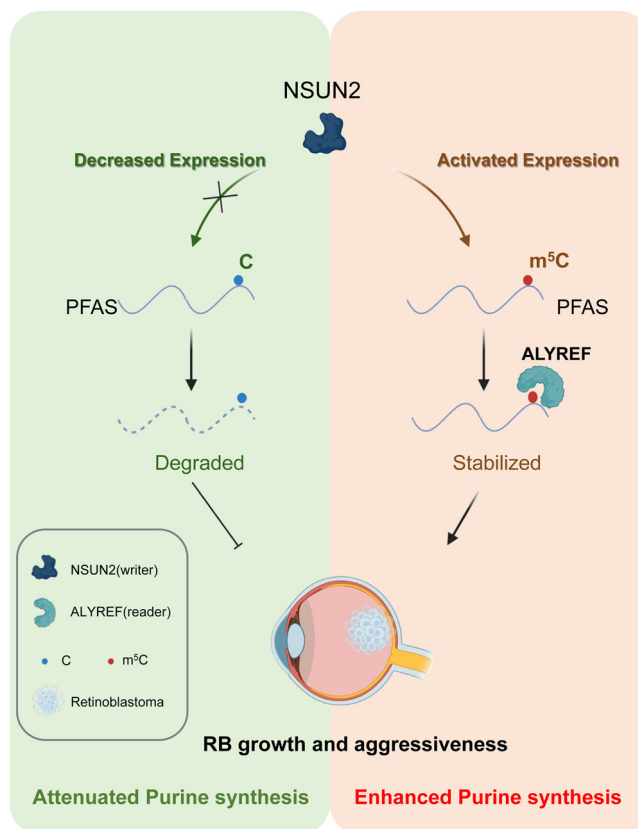 NSUN2
Decreased Expression
Activated Expression
C
m⁵C
PFAS
PFAS
ALYREF
Degraded
Stabilized
NSUN2(writer)
ALYREF(reader)
C
m⁵C
Retinoblastoma
RB growth and aggressiveness
Attenuated Purine synthesis
Enhanced Purine synthesis